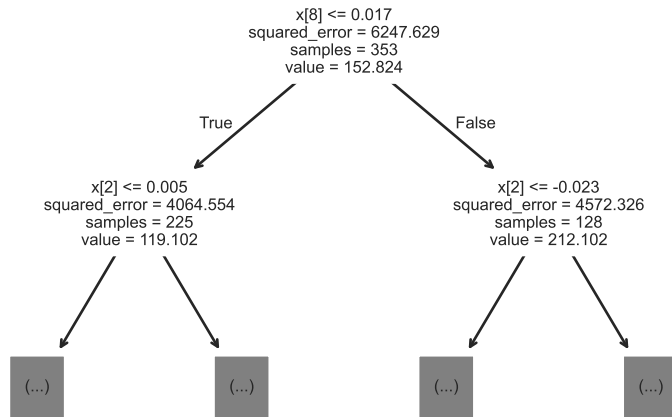 x[8] <= 0.017
squared_error = 6247.629
samples = 353
value = 152.824
True
False
x[2] <= 0.005
squared_error = 4064.554
samples = 225
value = 119.102
x[2] <= -0.023
squared_error = 4572.326
samples = 128
value = 212.102
(...)
(...)
(...)
(...)